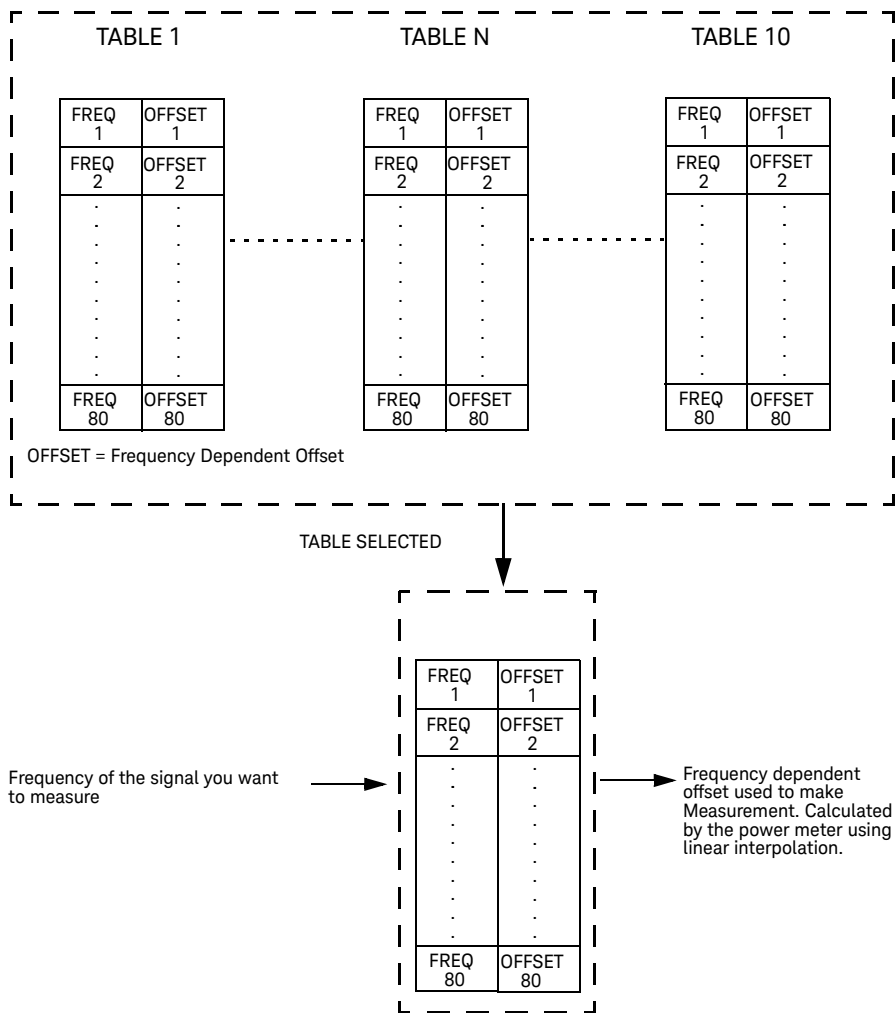 TABLE 1 TABLE N TABLE 10
FREQ OFFSET FREQ OFFSET FREQ OFFSET
1 1 1 1 1 1
FREQ OFFSET FREQ OFFSET FREQ OFFSET
2 2 2 2 2 2
FREQ OFFSET FREQ OFFSET FREQ OFFSET
80 80 80 80 80 80
OFFSET = Frequency Dependent Offset
TABLE SELECTED
FREQ OFFSET
1 1
FREQ OFFSET
2 2
Frequency of the signal you want
to measure
Frequency dependent
offset used to make
Measurement. Calculated
by the power meter using
linear interpolation.
FREQ OFFSET
80 80